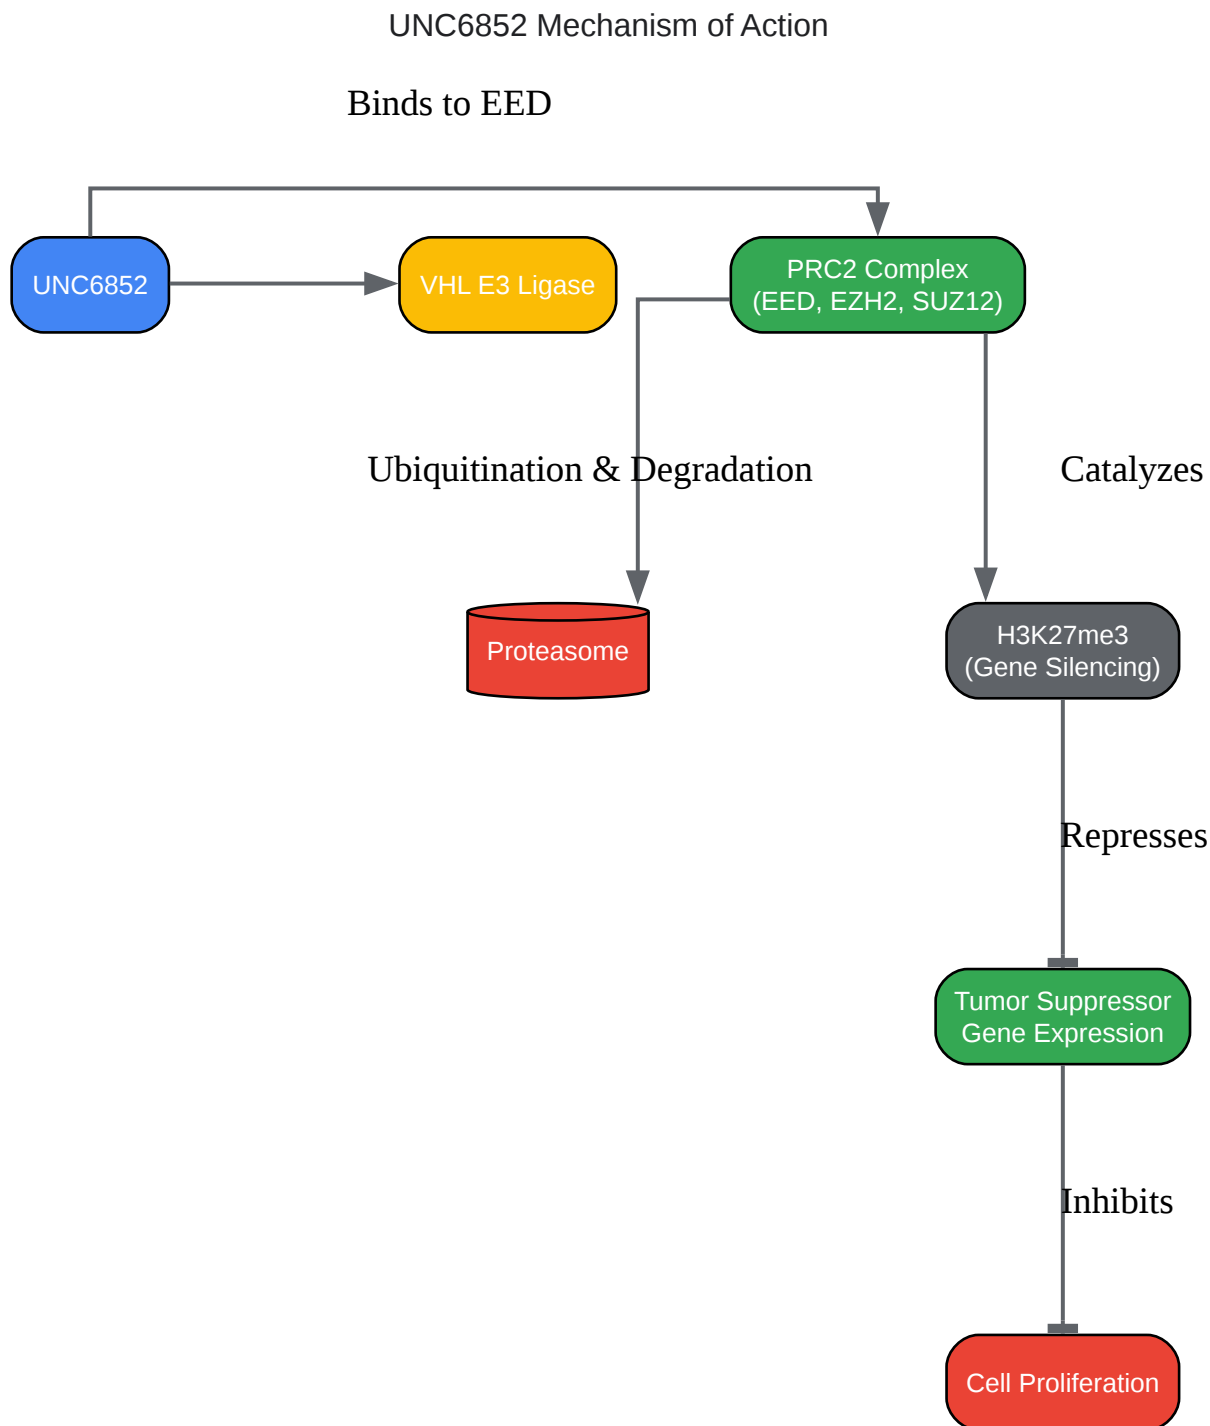 UNC6852 Mechanism of Action
Binds to EED
UNC6852
VHL E3 Ligase
PRC2 Complex
(EED, EZH2, SUZ12)
Ubiquitination & Degradation
Catalyzes
Proteasome
H3K27me3
(Gene Silencing)
Represses
Tumor Suppressor
Gene Expression
Inhibits
Cell Proliferation